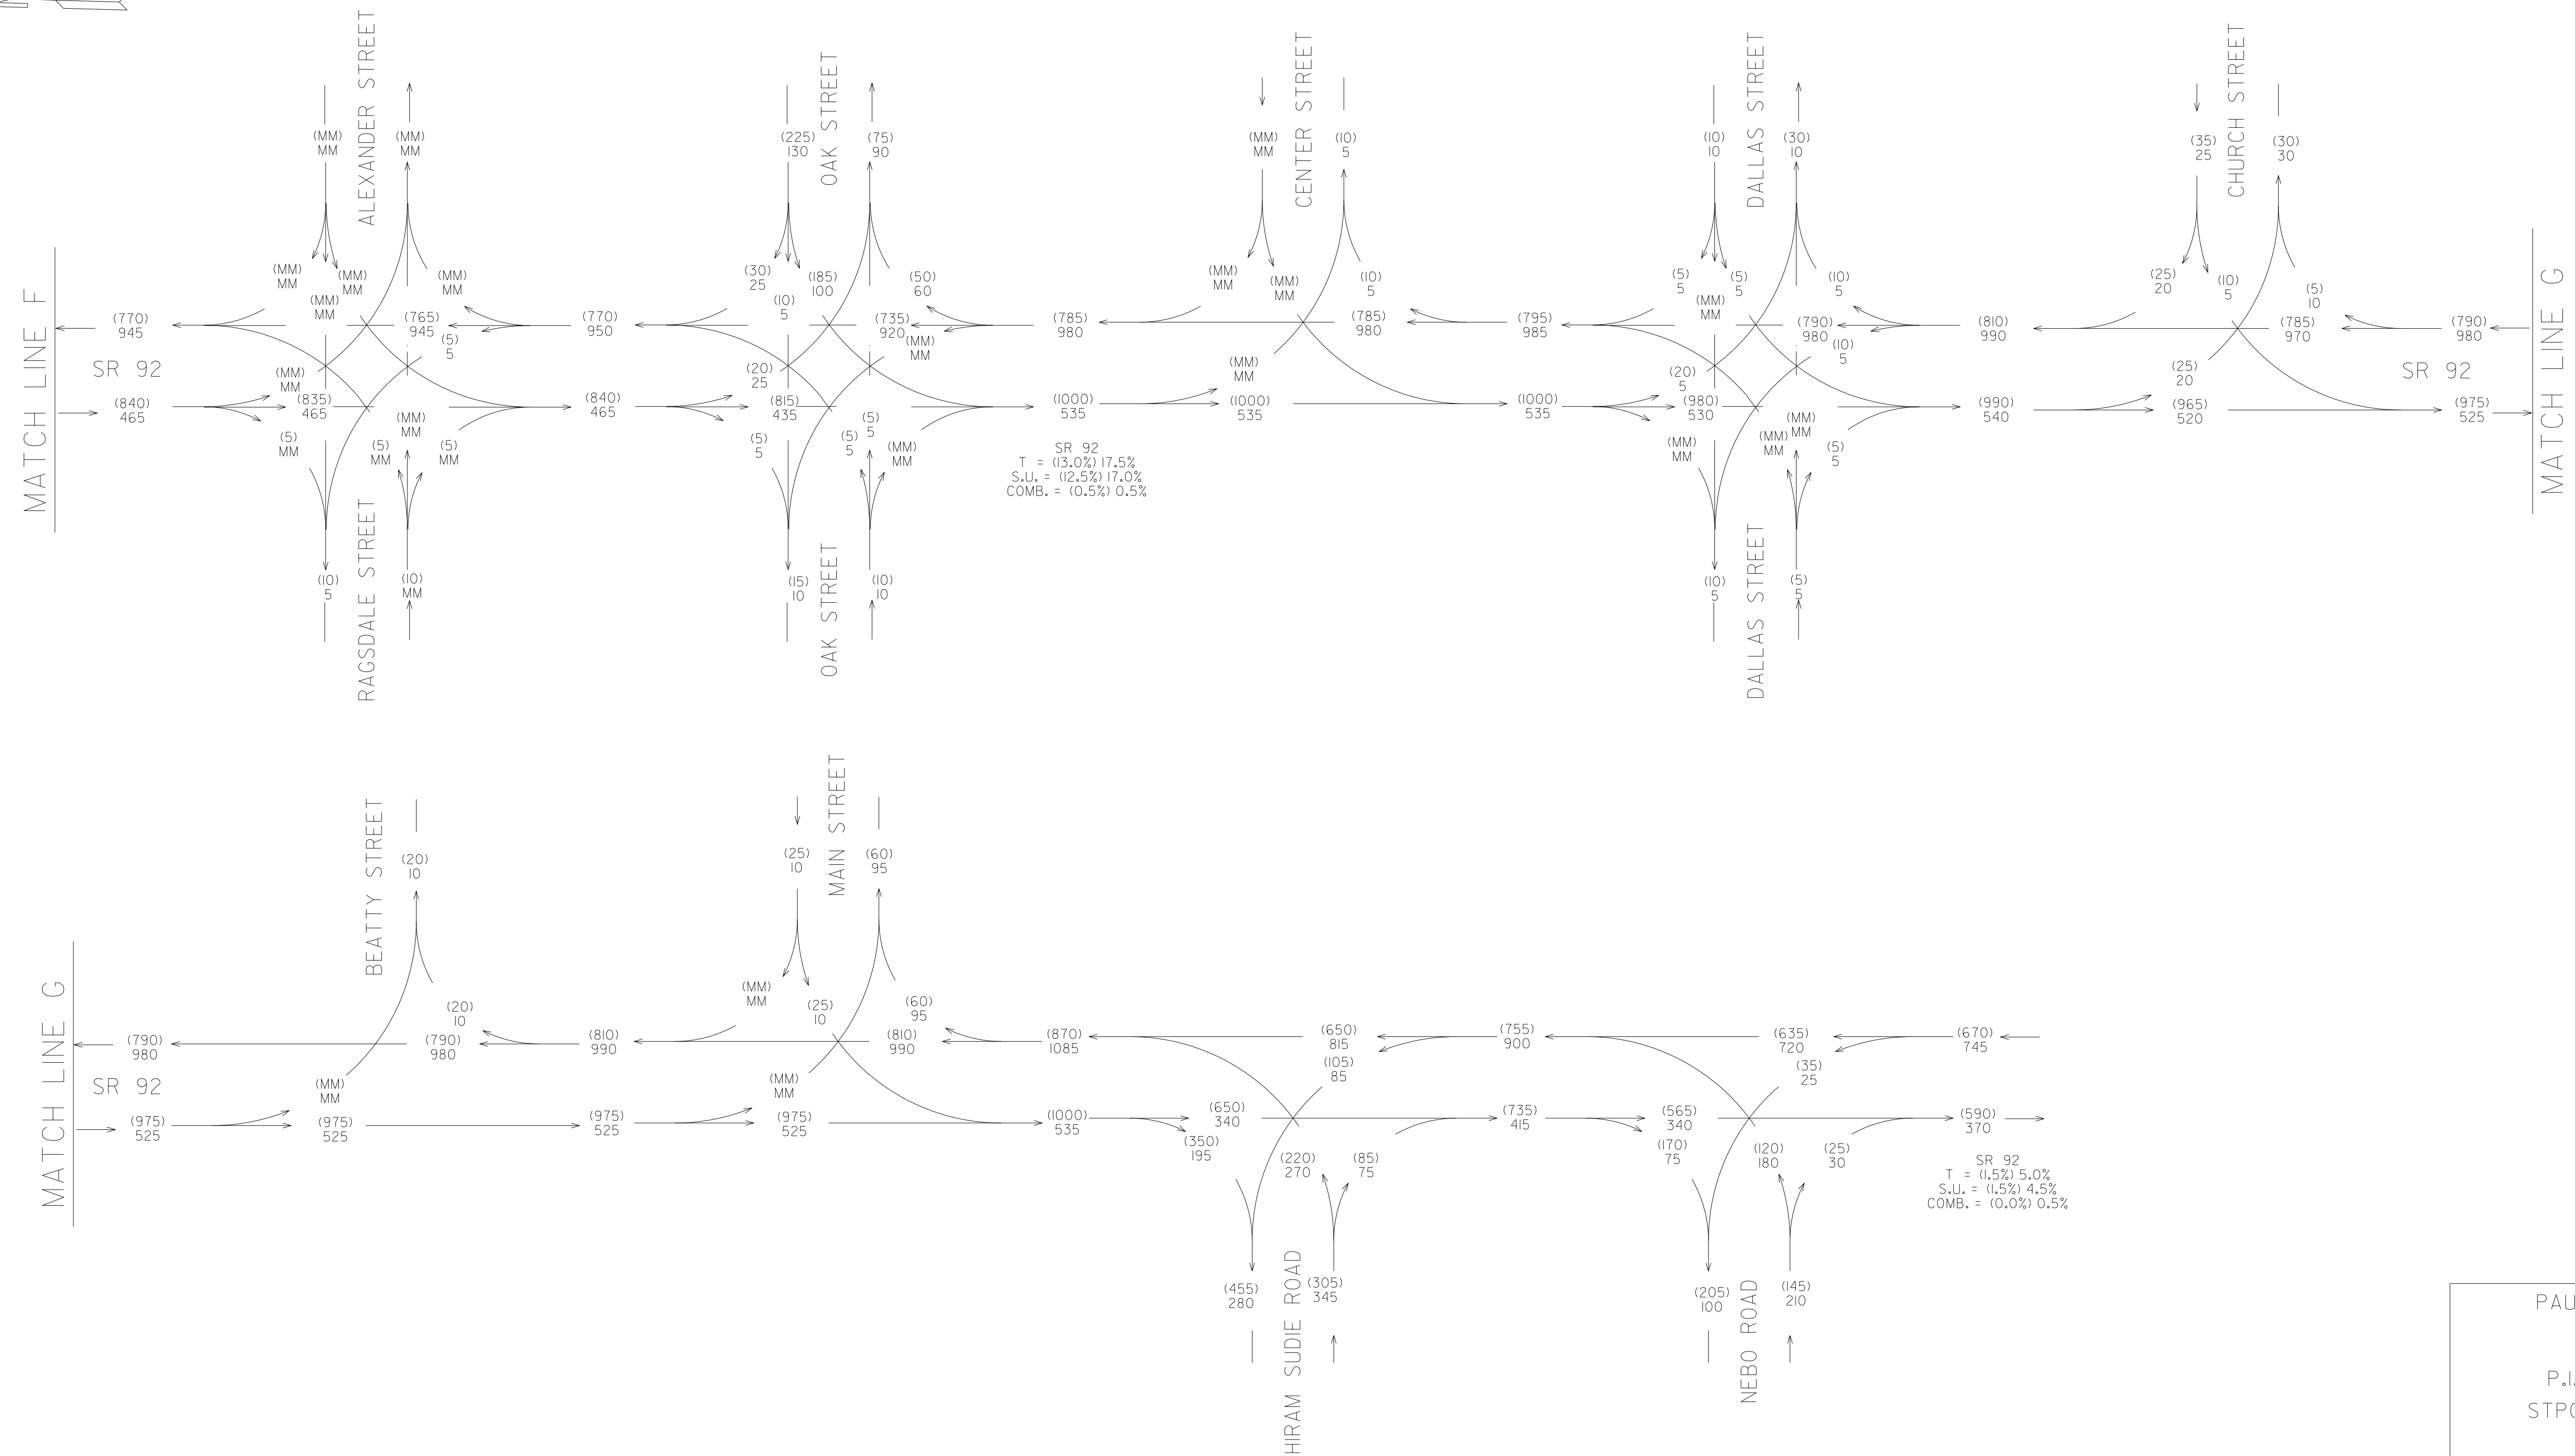 MATCH LINE F
ALEXANDER STREET
(MM)
MM
(MM)
MM
(MM)
MM
(MM)
MM
(MM)
MM
(MM)
MM
(770)
945
SR 92
(840)
465
(765)
945
(5)
5
(MM)
MM
(835)
465
(5)
MM
(5)
MM
(MM)
MM
(5)
MM
(10)
5
RAGSDALE STREET
(10)
MM
(770)
950
(840)
465
OAK STREET
(225)
130
(75)
90
(30)
25
(185)
100
(10)
5
(50)
60
(735)
920
(MM)
MM
(20)
25
(815)
435
(5)
5
(5)
5
(5)
5
(MM)
MM
(15)
10
OAK STREET
(10)
10
(785)
980
(1000)
535
SR 92
T = (13.0%) 17.5%
S.U. = (12.5%) 17.0%
COMB. = (0.5%) 0.5%
CENTER STREET
(MM)
MM
(10)
5
(MM)
MM
(MM)
MM
(10)
5
(785)
980
(MM)
MM
(1000)
535
(795)
985
(1000)
535
DALLAS STREET
(10)
10
(30)
10
(5)
5
(5)
5
(MM)
MM
(10)
5
(790)
980
(10)
5
(20)
5
(980)
530
(MM)
MM
(MM)
MM
(MM)
MM
(5)
5
(10)
5
DALLAS STREET
(5)
5
(810)
990
(990)
540
CHURCH STREET
(35)
25
(30)
30
(25)
20
(10)
5
(5)
10
(785)
970
(25)
20
(965)
520
(790)
980
SR 92
(975)
525
MATCH LINE G
MATCH LINE G
(790)
980
SR 92
(975)
525
BEATTY STREET
(20)
10
(20)
10
(790)
980
(MM)
MM
(975)
525
(810)
990
(975)
525
MAIN STREET
(25)
10
(60)
95
(MM)
MM
(25)
10
(60)
95
(810)
990
(MM)
MM
(975)
525
(870)
1085
(1000)
535
(650)
815
(105)
85
(650)
340
(350)
195
(220)
270
(85)
75
(455)
280
HIRAM SUDIE ROAD
(305)
345
(755)
900
(735)
415
(635)
720
(35)
25
(565)
340
(170)
75
(120)
180
(25)
30
(205)
100
NEBO ROAD
(145)
210
(670)
745
(590)
370
SR 92
T = (1.5%) 5.0%
S.U. = (1.5%) 4.5%
COMB. = (0.0%) 0.5%
PAU
P.I.